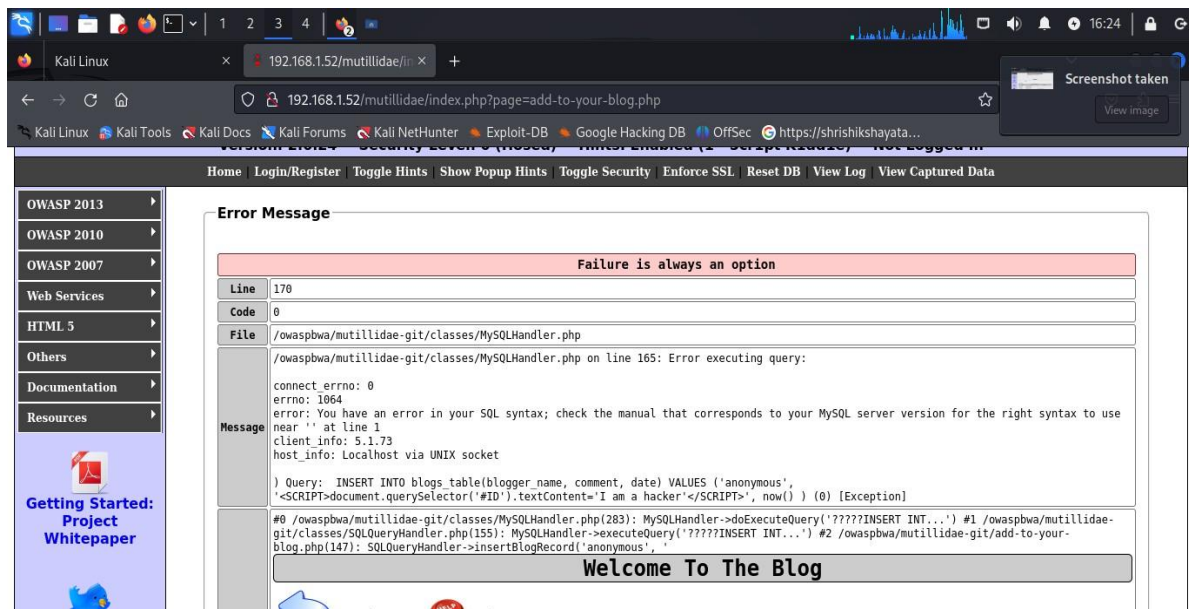 1 2 3 4
16:24
Kali Linux
192.168.1.52/mutillidae/in
Screenshot taken
View image
192.168.1.52/mutillidae/index.php?page=add-to-your-blog.php
Kali Linux Kali Tools Kali Docs Kali Forums Kali NetHunter Exploit-DB Google Hacking DB OffSec https://shrishikshayata...
Home Login/Register Toggle Hints Show Popup Hints Toggle Security Enforce SSL Reset DB View Log View Captured Data
OWASP 2013
OWASP 2010
OWASP 2007
Web Services
HTML 5
Others
Documentation
Resources
Getting Started:
Project
Whitepaper
Error Message
Failure is always an option
Line 170
Code 0
File /owaspbwa/mutillidae-git/classes/MySQLHandler.php
Message
/owaspbwa/mutillidae-git/classes/MySQLHandler.php on line 165: Error executing query:
connect_errno: 0
errno: 1064
error: You have an error in your SQL syntax; check the manual that corresponds to your MySQL server version for the right syntax to use
near '' at line 1
client_info: 5.1.73
host_info: Localhost via UNIX socket
) Query: INSERT INTO blogs_table(blogger_name, comment, date) VALUES ('anonymous',
'<SCRIPT>document.querySelector('#ID').textContent='I am a hacker'</SCRIPT>', now() ) (0) [Exception]
#0 /owaspbwa/mutillidae-git/classes/MySQLHandler.php(283): MySQLHandler->doExecuteQuery('?????INSERT INT...') #1 /owaspbwa/mutillidae-
git/classes/SQLQueryHandler.php(155): MySQLHandler->executeQuery('?????INSERT INT...') #2 /owaspbwa/mutillidae-git/add-to-your-
blog.php(147): SQLQueryHandler->insertBlogRecord('anonymous', '
Welcome To The Blog